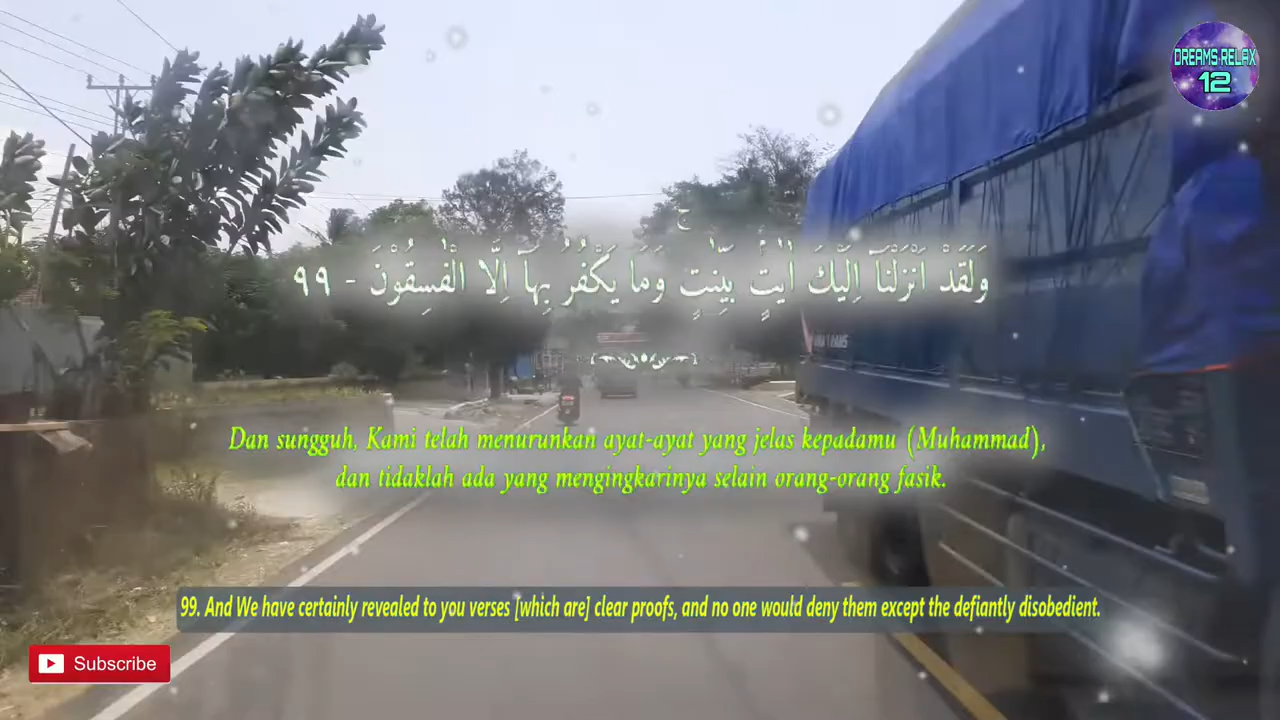 DREAMS RELAX
12
وَلَقَدْ اَنْزَلْنَآ اِلَيْكَ اٰيٰتٍۢ بَيِّنٰتٍۚ وَمَا يَكْفُرُ بِهَآ اِلَّا الْفٰسِقُوْنَ - ٩٩
Dan sungguh, Kami telah menurunkan ayat-ayat yang jelas kepadamu (Muhammad),
dan tidaklah ada yang mengingkarinya selain orang-orang fasik.
99. And We have certainly revealed to you verses [which are] clear proofs, and no one would deny them except the defiantly disobedient.
Subscribe